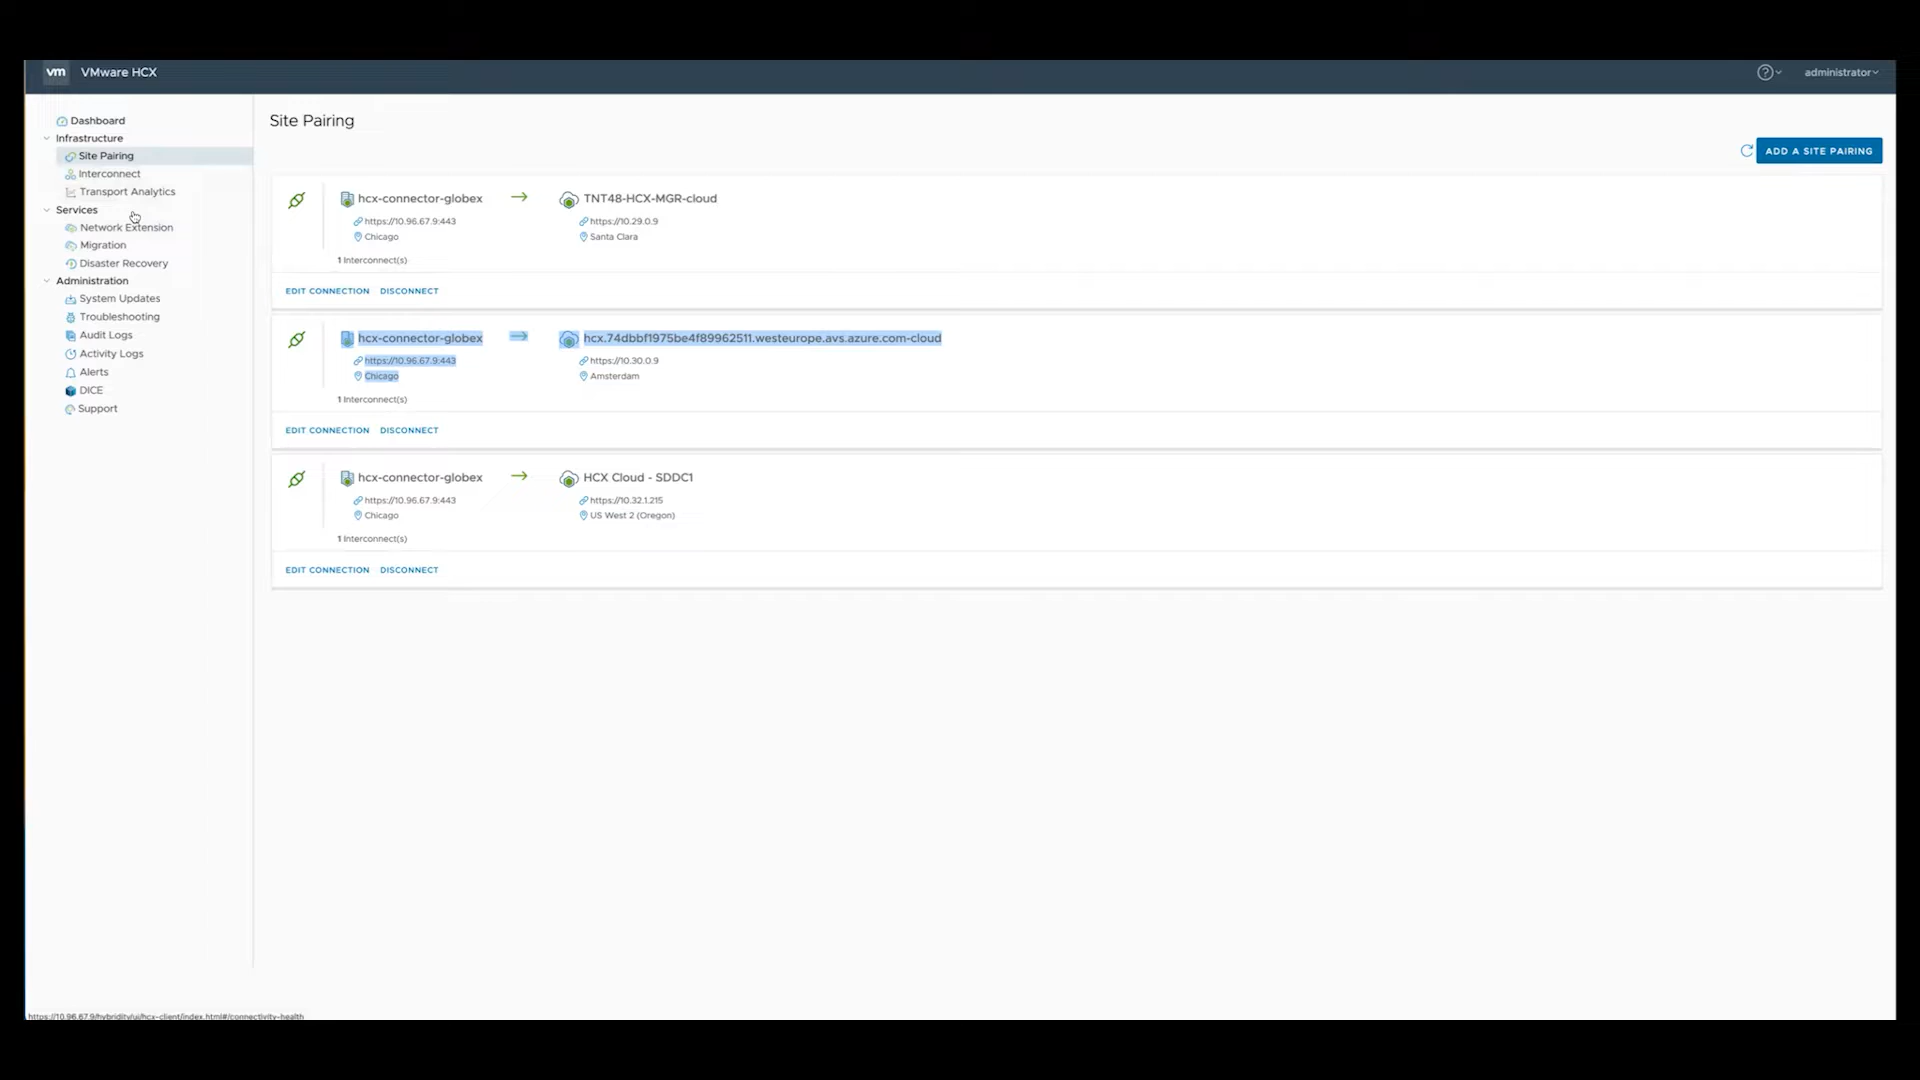 vm VMware HCX administrator
Dashboard
Infrastructure
Site Pairing
Interconnect
Transport Analytics
Services
Network Extension
Migration
Disaster Recovery
Administration
System Updates
Troubleshooting
Audit Logs
Activity Logs
Alerts
DICE
Support
Site Pairing
ADD A SITE PAIRING
hcx-connector-globex TNT48-HCX-MGR-cloud
https://10.96.67.9:443 https://10.29.0.9
Chicago Santa Clara
1 Interconnect(s)
EDIT CONNECTION DISCONNECT
hcx-connector-globex hcx.74dbbf1975be4f89962511.westeurope.avs.azure.com-cloud
https://10.96.67.9:443 https://10.30.0.9
Chicago Amsterdam
1 Interconnect(s)
EDIT CONNECTION DISCONNECT
hcx-connector-globex HCX Cloud - SDDC1
https://10.96.67.9:443 https://10.32.1.215
Chicago US West 2 (Oregon)
1 Interconnect(s)
EDIT CONNECTION DISCONNECT
https://10.96.67.9/hybridity/ui/hcx-client/index.html#/connectivity-health